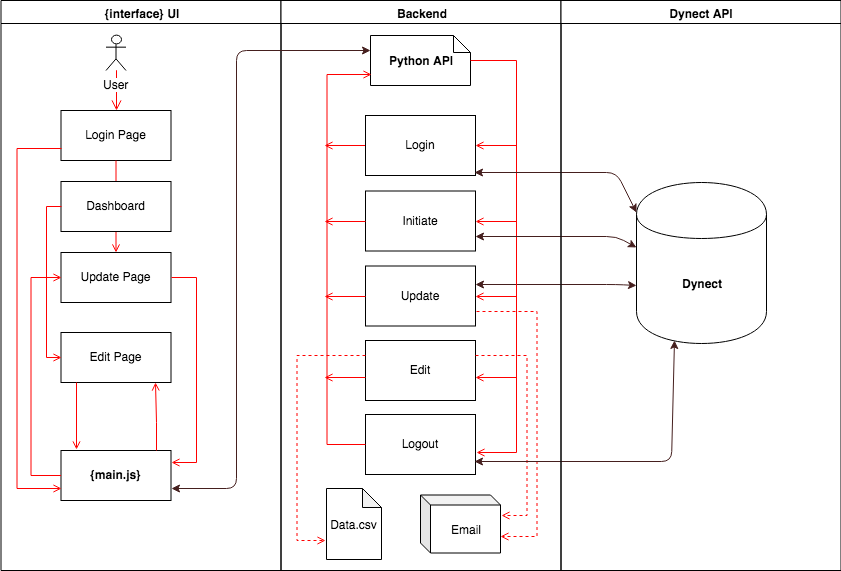 {interface} UI
Backend
Dynect API
User
Login Page
Dashboard
Update Page
Edit Page
{main.js}
Python API
Login
Initiate
Update
Edit
Logout
Data.csv
Email
Dynect